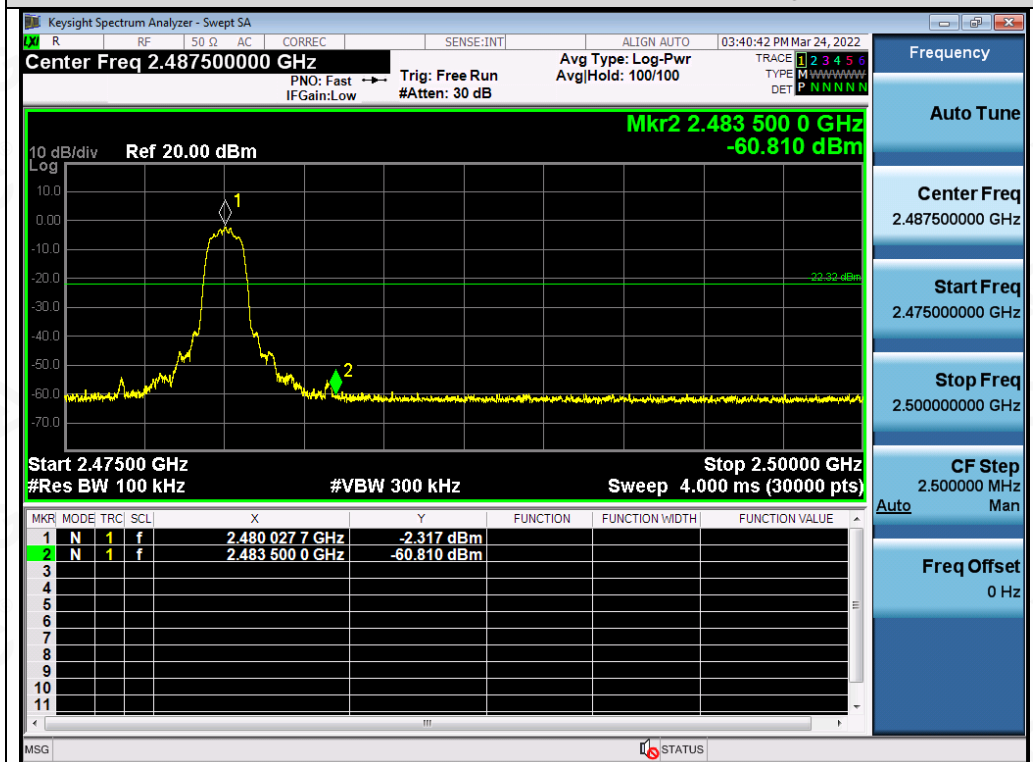 Keysight Spectrum Analyzer - Swept SA
LXI R RF 50 Ω AC CORREC SENSE:INT ALIGN AUTO 03:40:42 PM Mar 24, 2022
Center Freq 2.487500000 GHz
PNO: Fast
IFGain:Low
Trig: Free Run
#Atten: 30 dB
Avg Type: Log-Pwr
Avg|Hold: 100/100
TRACE 1 2 3 4 5 6
TYPE M W W W W W
DET P N N N N N
Mkr2 2.483 500 0 GHz
-60.810 dBm
10 dB/div Ref 20.00 dBm
Log
10.0
0.00
-10.0
-20.0
-30.0
-40.0
-50.0
-60.0
-70.0
1
-22.32 dBm
2
Start 2.47500 GHz Stop 2.50000 GHz
#Res BW 100 kHz #VBW 300 kHz Sweep 4.000 ms (30000 pts)
MKR MODE TRC SCL X Y FUNCTION FUNCTION WIDTH FUNCTION VALUE
1 N 1 f 2.480 027 7 GHz -2.317 dBm
2 N 1 f 2.483 500 0 GHz -60.810 dBm
3
4
5
6
7
8
9
10
11
MSG STATUS
Frequency
Auto Tune
Center Freq
2.487500000 GHz
Start Freq
2.475000000 GHz
Stop Freq
2.500000000 GHz
CF Step
2.500000 MHz
Auto Man
Freq Offset
0 Hz